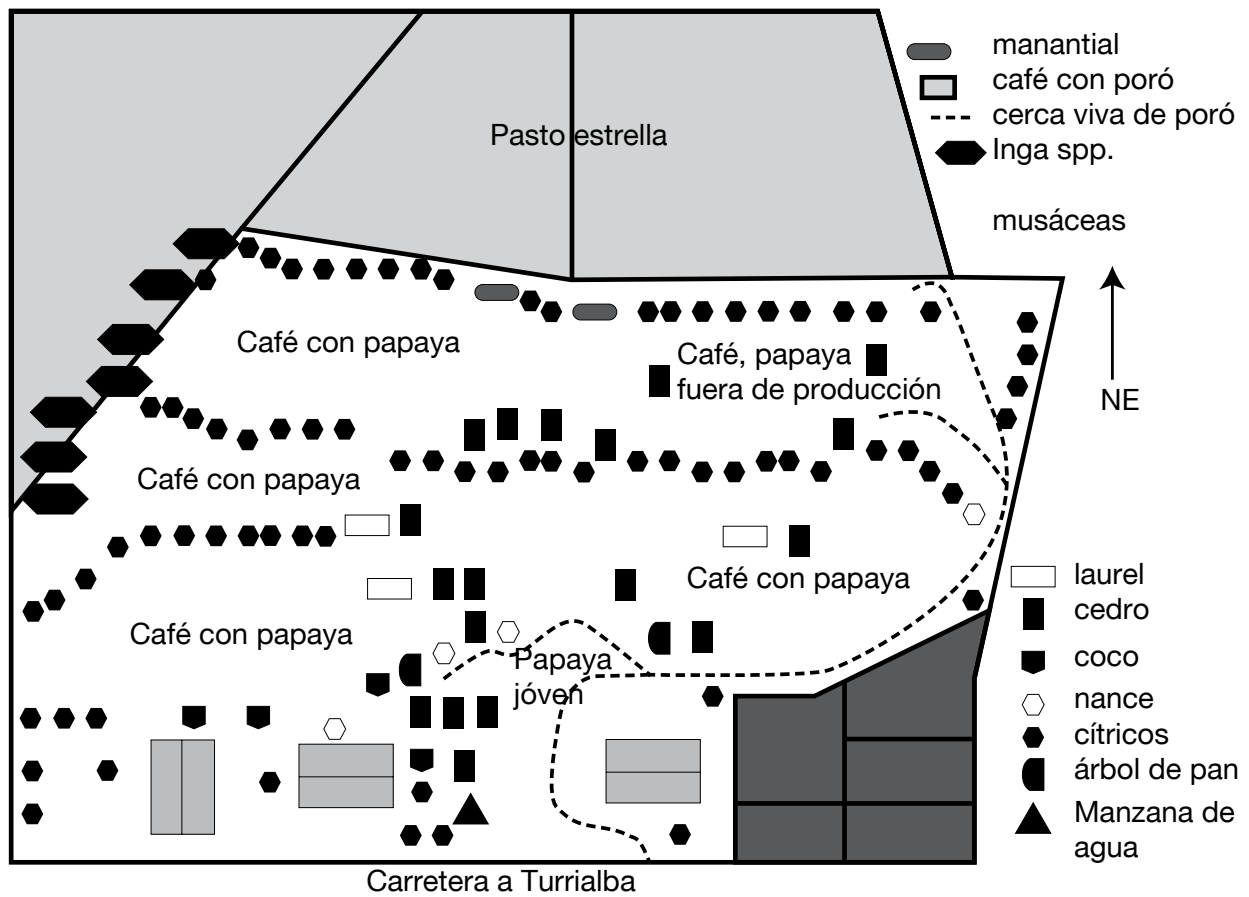 manantial
café con poró
cerca viva de poró
Inga spp.
Pasto estrella
musáceas
Café con papaya
Café, papaya
fuera de producción
NE
Café con papaya
Café con papaya
Café con papaya
Papaya
jóven
laurel
cedro
coco
nance
cítricos
árbol de pan
Manzana de
agua
Carretera a Turrialba